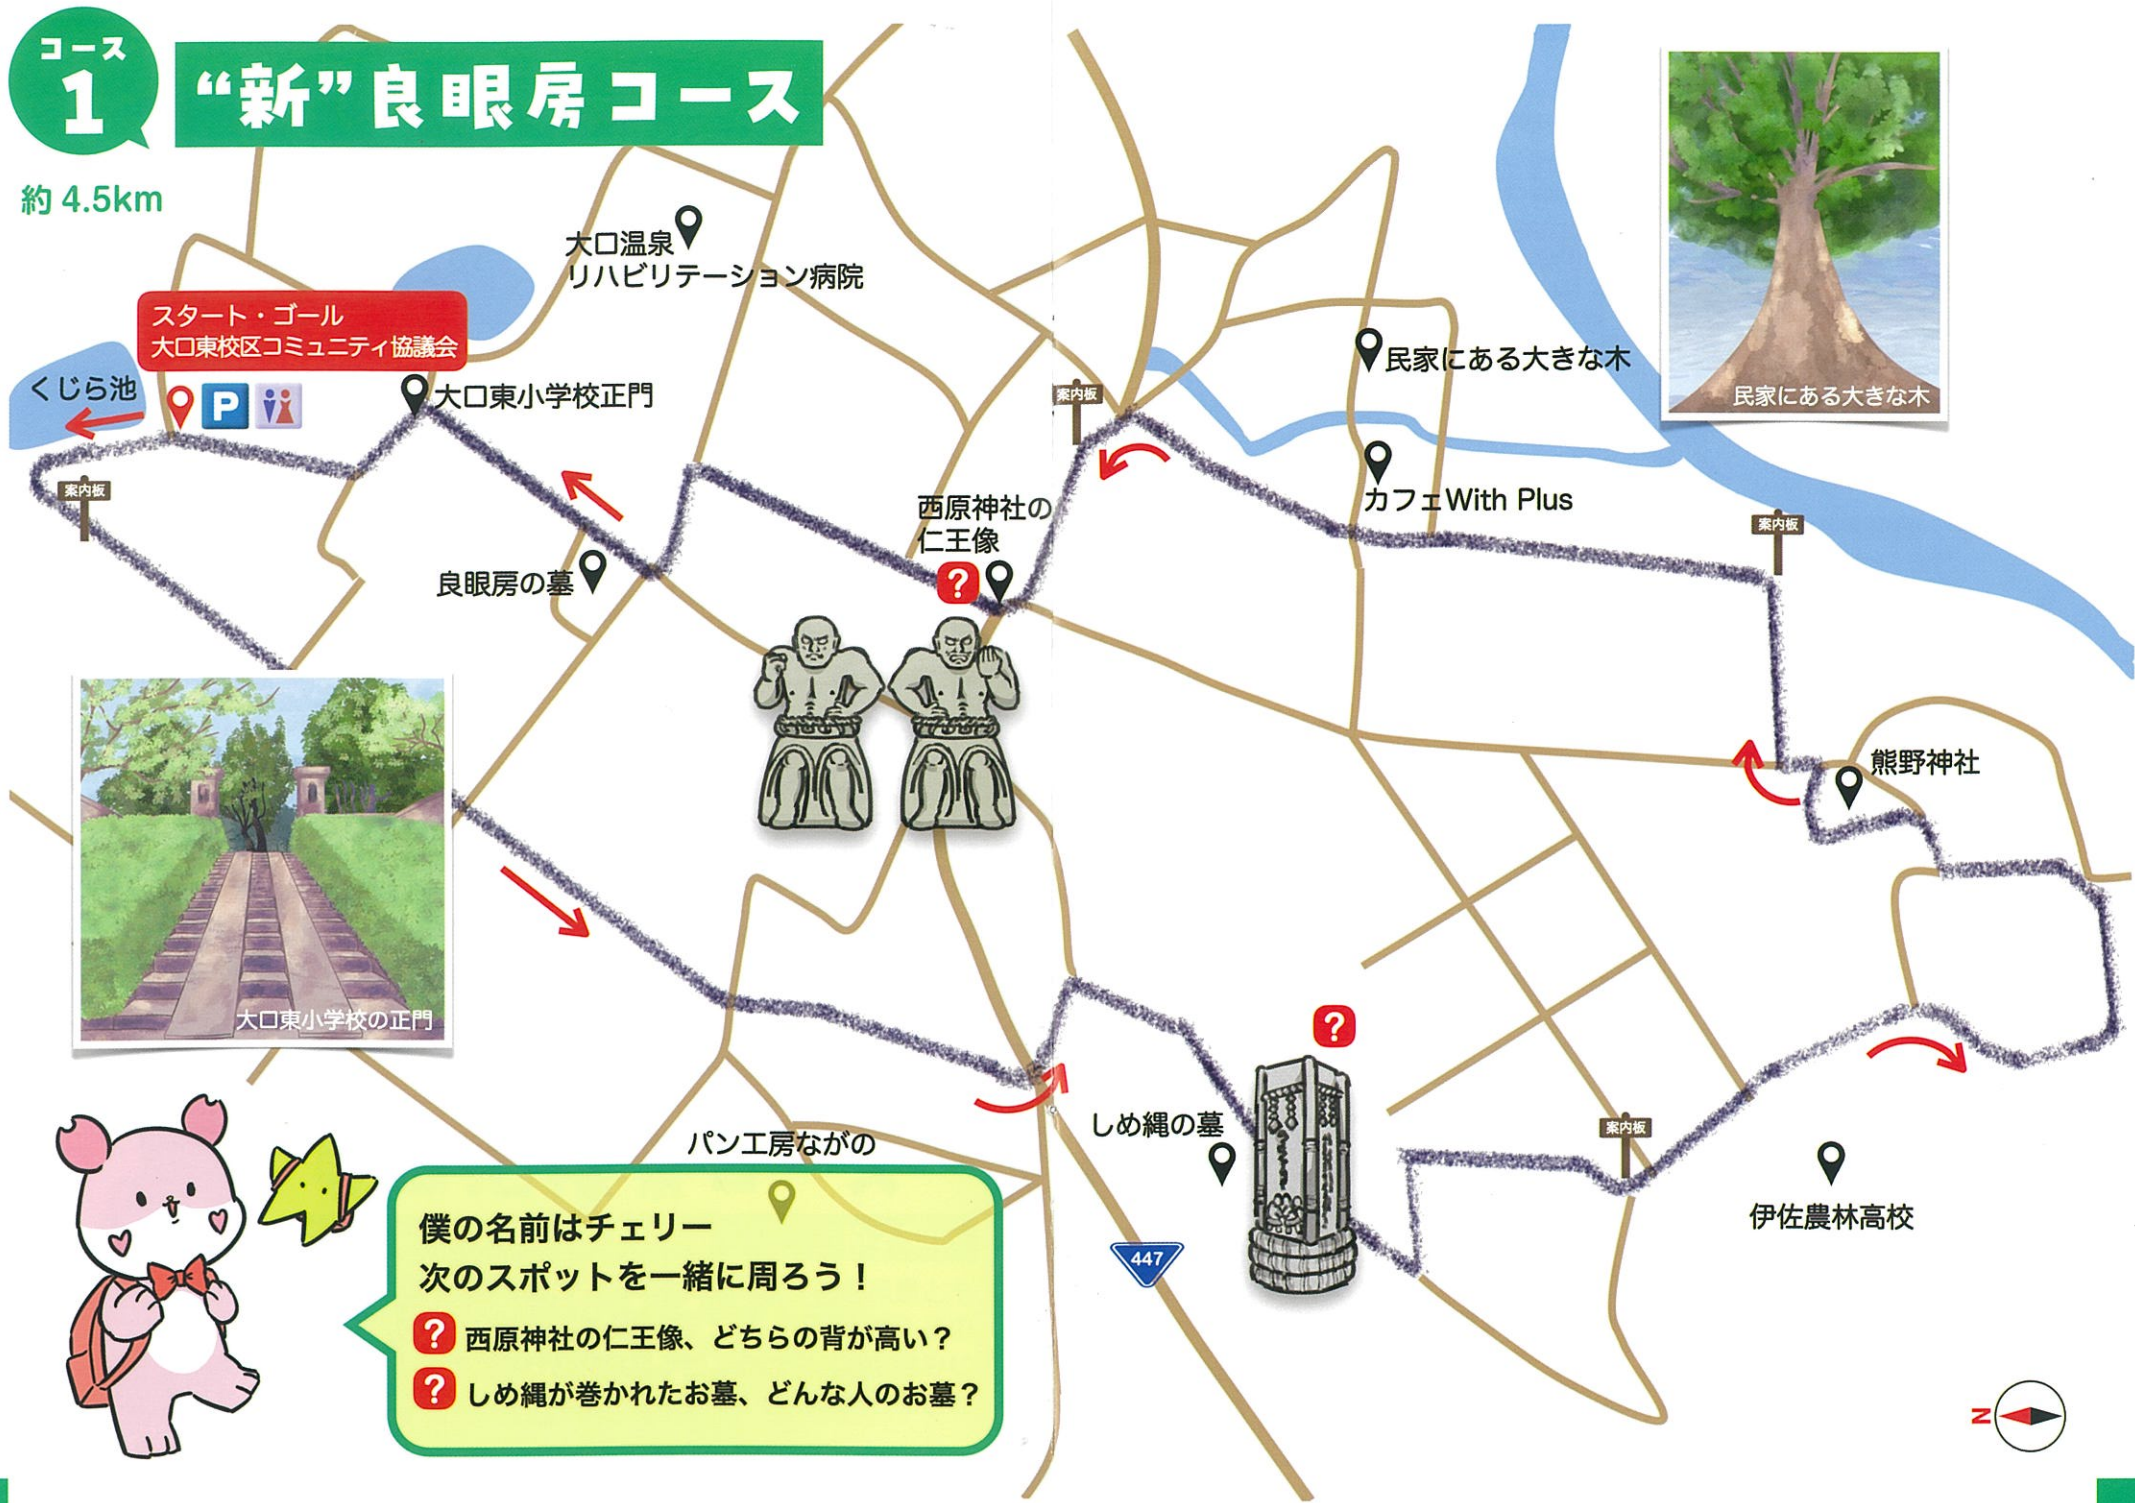 コース
1
“新”良眼房コース
約 4.5km
大口温泉
リハビリテーション病院
スタート・ゴール
大口東校区コミュニティ協議会
くじら池
P
大口東小学校正門
案内板
良眼房の墓
西原神社の
仁王像
?
案内板
民家にある大きな木
民家にある大きな木
カフェWith Plus
案内板
熊野神社
大口東小学校の正門
?
しめ縄の墓
案内板
伊佐農林高校
パン工房ながの
447
僕の名前はチェリー
次のスポットを一緒に周ろう！
? 西原神社の仁王像、どちらの背が高い？
? しめ縄が巻かれたお墓、どんな人のお墓？
N